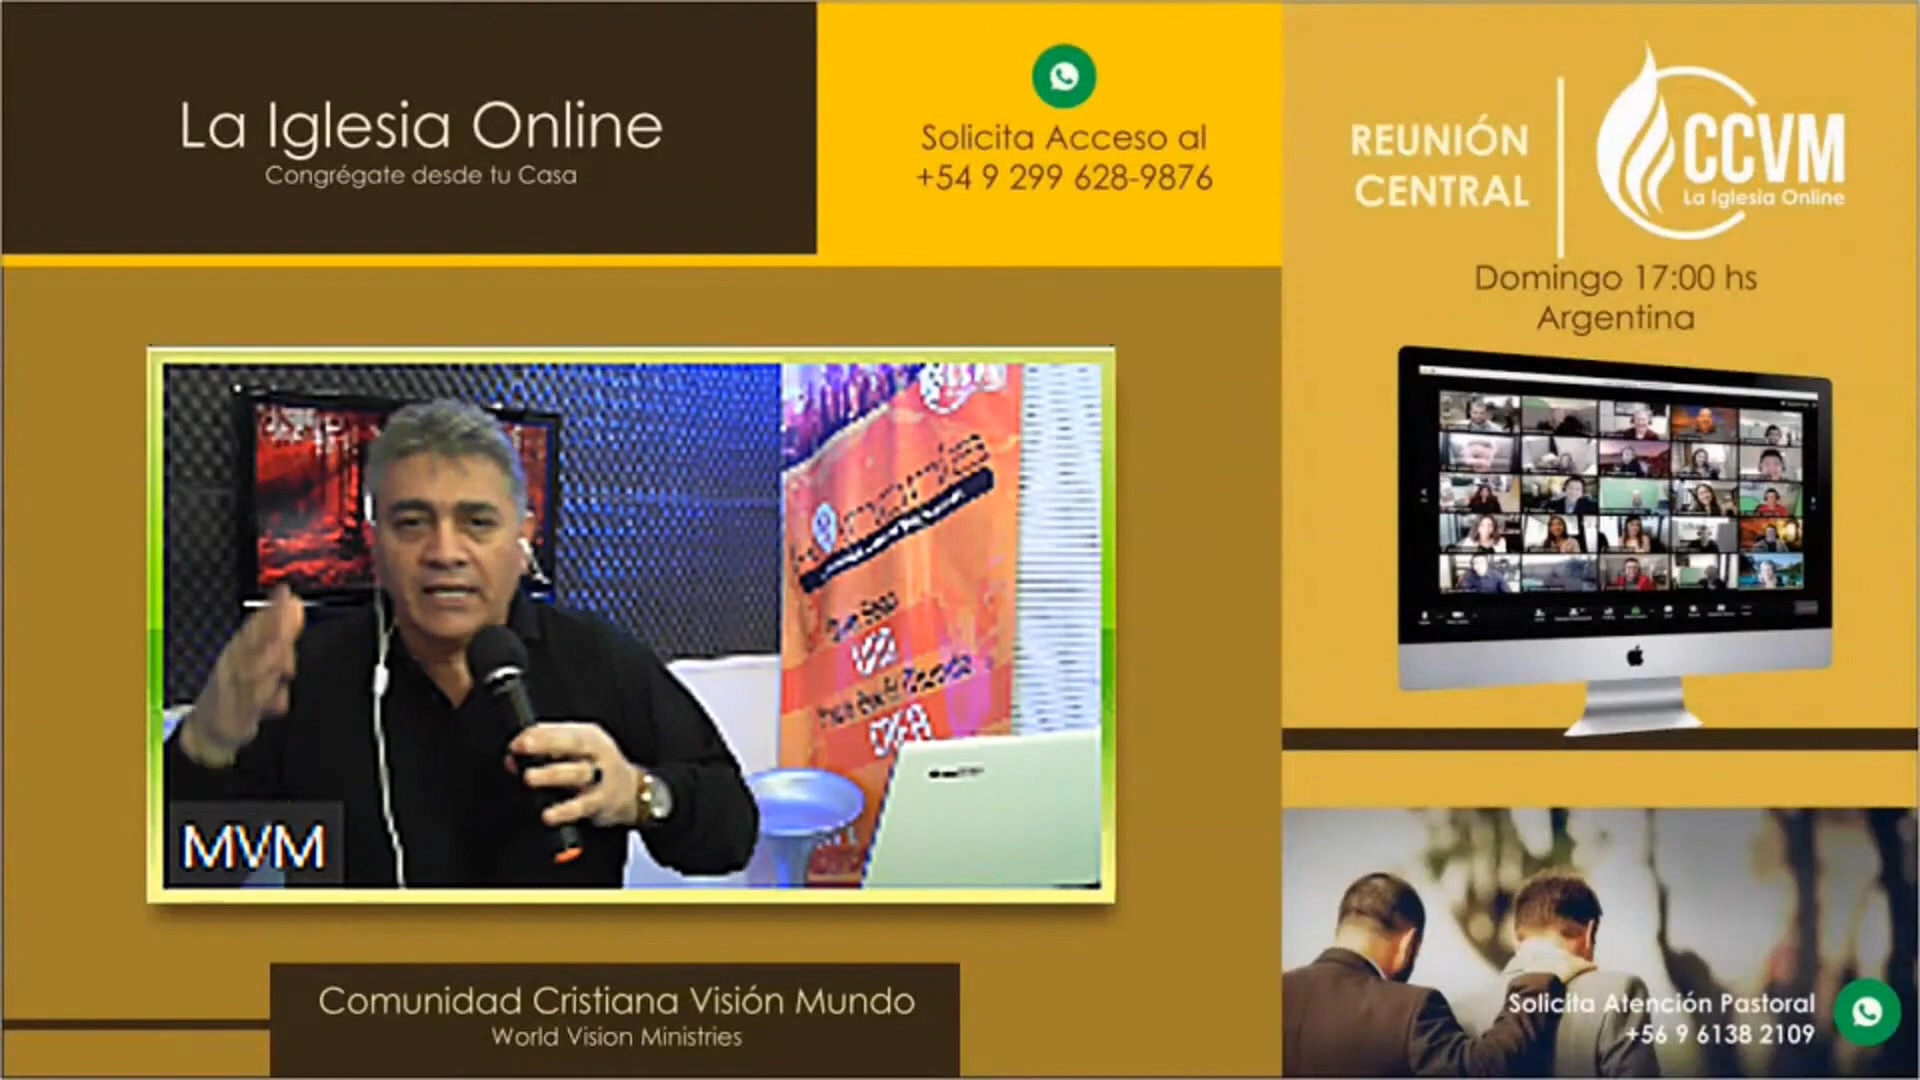 La Iglesia Online
Congrégate desde tu Casa
Solicita Acceso al
+54 9 299 628-9876
REUNIÓN
CENTRAL
CCVM
La Iglesia Online
Domingo 17:00 hs
Argentina
MVM
Comunidad Cristiana Visión Mundo
World Vision Ministries
Solicita Atención Pastoral
+56 9 6138 2109